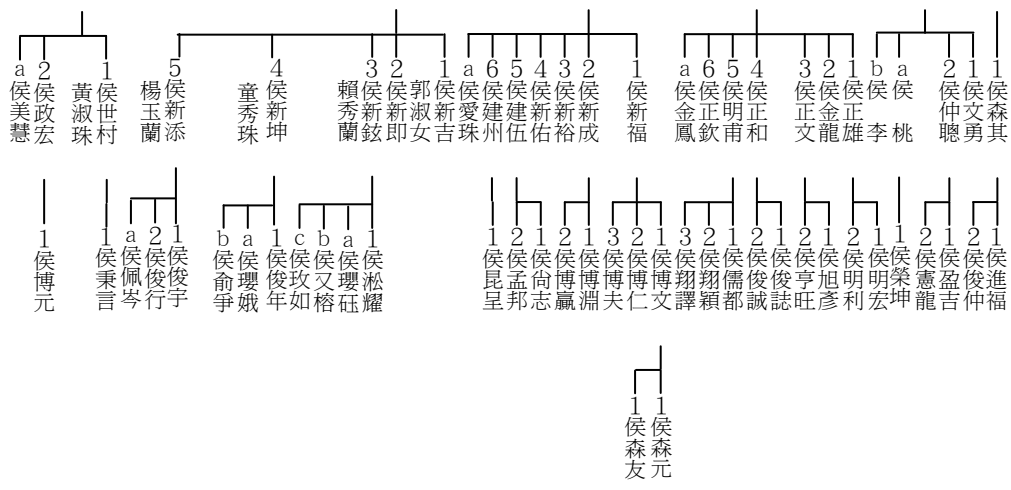 1侯森其
1侯文勇
2侯仲聰
a侯 桃
b侯 李
1侯正雄
2侯金龍
3侯正文
4侯正和
5侯明甫
6侯正欽
a侯金鳳
1侯新福
2侯新成
3侯新裕
4侯新佑
5侯建伍
6侯建州
a侯愛珠
1侯新吉
郭淑女
2侯新即
3侯新鉉
賴秀蘭
4侯新坤
童秀珠
5侯新添
楊玉蘭
1侯世村
黃淑珠
2侯政宏
a侯美慧
1侯進福
2侯俊仲
1侯盈吉
2侯憲龍
1侯榮坤
1侯明宏
2侯明利
1侯旭彥
2侯亨旺
1侯俊誌
2侯俊誠
1侯儒都
2侯翔穎
3侯翔譯
1侯博文
2侯博仁
3侯博夫
1侯博淵
2侯博贏
1侯尚志
2侯孟邦
1侯昆呈
1侯淞耀
a侯瓔砡
b侯又榕
c侯玫如
1侯俊年
a侯瓔娥
b侯俞爭
1侯俊宇
2侯俊行
a侯佩岑
1侯秉言
1侯博元
1侯森元
1侯森友